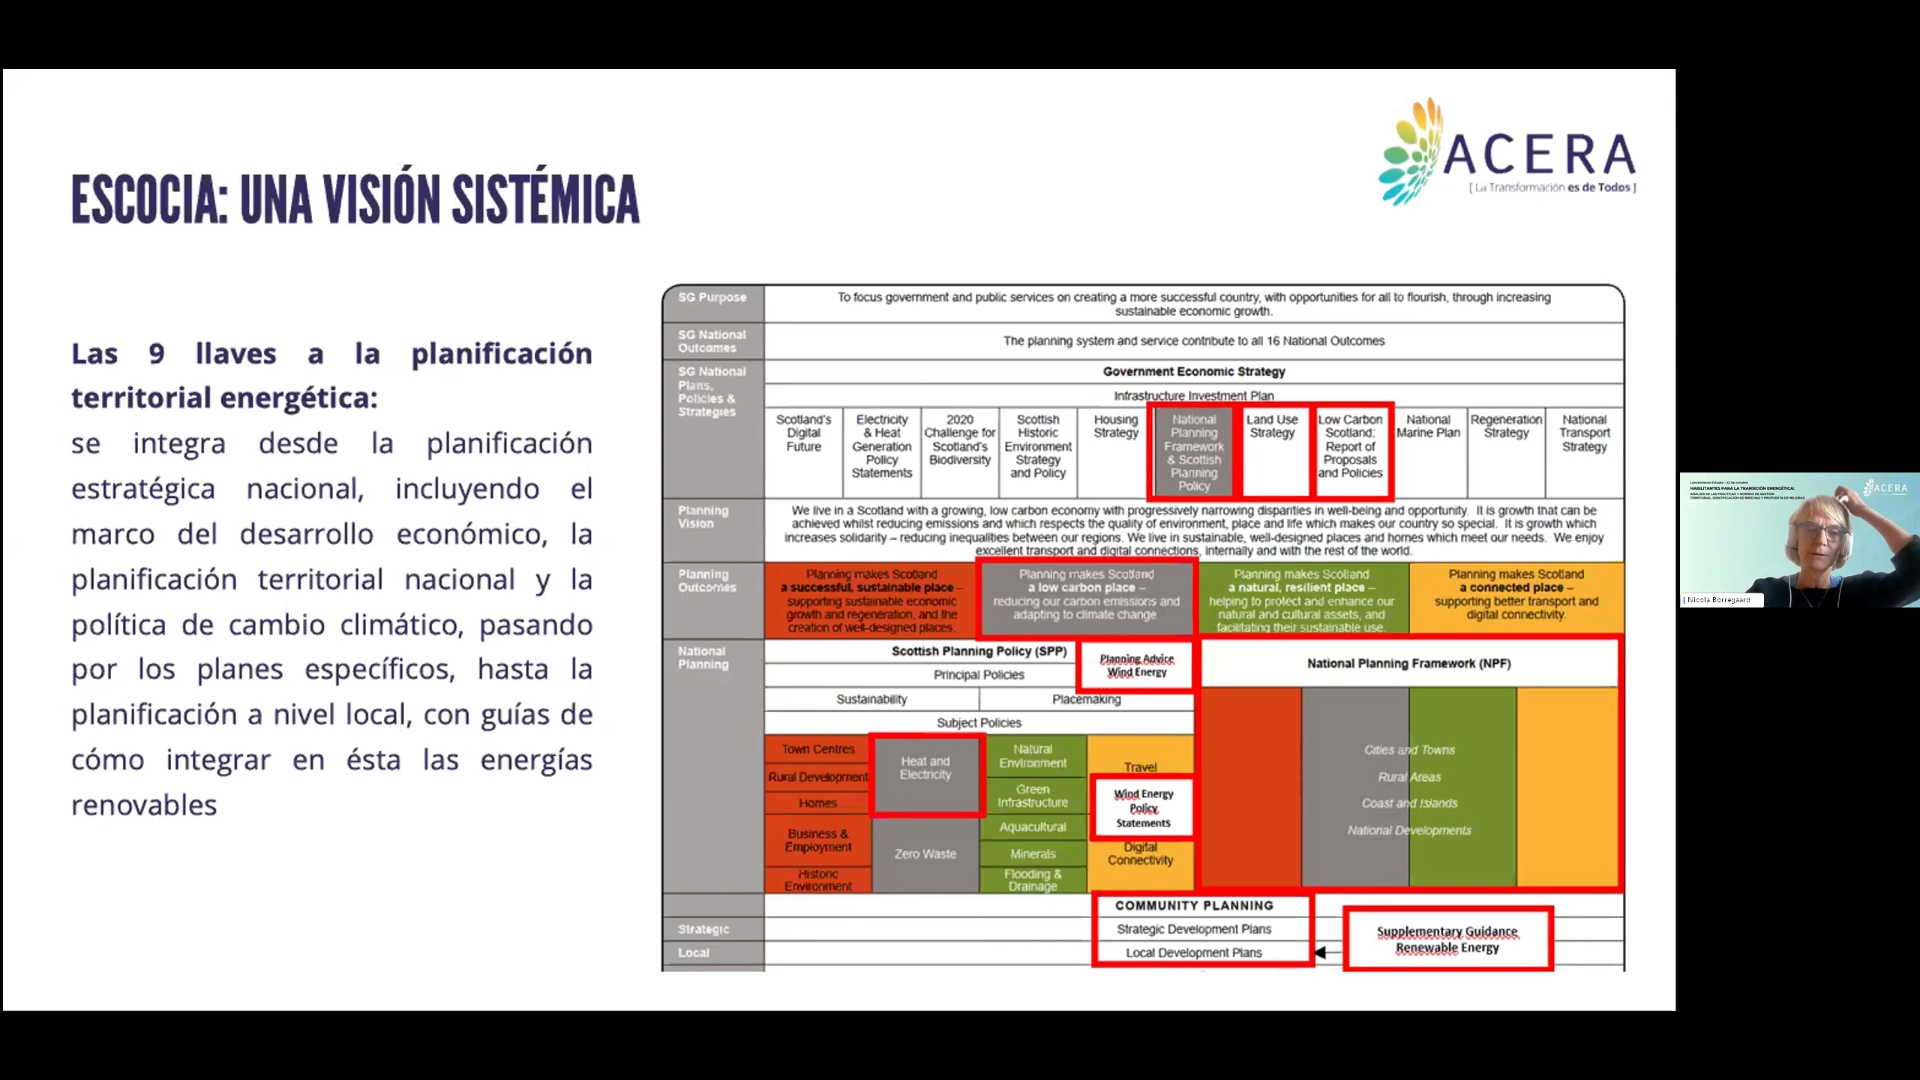 ACERA
[ La Transformación es de Todos ]
ESCOCIA: UNA VISIÓN SISTÉMICA
Las 9 llaves a la planificación
territorial energética:
se integra desde la planificación
estratégica nacional, incluyendo el
marco del desarrollo económico, la
planificación territorial nacional y la
política de cambio climático, pasando
por los planes específicos, hasta la
planificación a nivel local, con guías de
cómo integrar en ésta las energías
renovables
SG Purpose
To focus government and public services on creating a more successful country, with opportunities for all to flourish, through increasing
sustainable economic growth.
SG National
Outcomes
The planning system and service contribute to all 16 National Outcomes
SG National
Plans,
Policies &
Strategies
Government Economic Strategy
Infrastructure Investment Plan
Scotland's
Digital
Future
Electricity
& Heat
Generation
Policy
Statements
2020
Challenge for
Scotland's
Biodiversity
Scottish
Historic
Environment
Strategy
and Policy
Housing
Strategy
National
Planning
Framework
& Scottish
Planning
Policy
Land Use
Strategy
Low Carbon
Scotland:
Report of
Proposals
and Policies
National
Marine Plan
Regeneration
Strategy
National
Transport
Strategy
Planning
Vision
We live in a Scotland with a growing, low carbon economy with progressively narrowing disparities in well-being and opportunity. It is growth that can be
achieved whilst reducing emissions and which respects the quality of environment, place and life which makes our country so special. It is growth which
increases solidarity – reducing inequalities between our regions. We live in sustainable, well-designed places and homes which meet our needs. We enjoy
excellent transport and digital connections, internally and with the rest of the world.
Planning
Outcomes
Planning makes Scotland
a successful, sustainable place –
supporting sustainable economic
growth and regeneration, and the
creation of well-designed places.
Planning makes Scotland
a low carbon place –
reducing our carbon emissions and
adapting to climate change
Planning makes Scotland
a natural, resilient place –
helping to protect and enhance our
natural and cultural assets, and
facilitating their sustainable use.
Planning makes Scotland
a connected place –
supporting better transport and
digital connectivity.
National
Planning
Scottish Planning Policy (SPP)
Principal Policies
Planning Advice
Wind Energy
Sustainability
Placemaking
Subject Policies
Town Centres
Rural Development
Homes
Business &
Employment
Historic
Environment
Heat and
Electricity
Zero Waste
Natural
Environment
Green
Infrastructure
Aquacultural
Minerals
Flooding &
Drainage
Travel
Wind Energy
Policy
Statements
Digital
Connectivity
National Planning Framework (NPF)
Cities and Towns
Rural Areas
Coast and Islands
National Developments
COMMUNITY PLANNING
Strategic
Strategic Development Plans
Local
Local Development Plans
Supplementary Guidance
Renewable Energy
HABILITANTES PARA LA TRANSICIÓN ENERGÉTICA:
ACERA
Nicola Borregaard